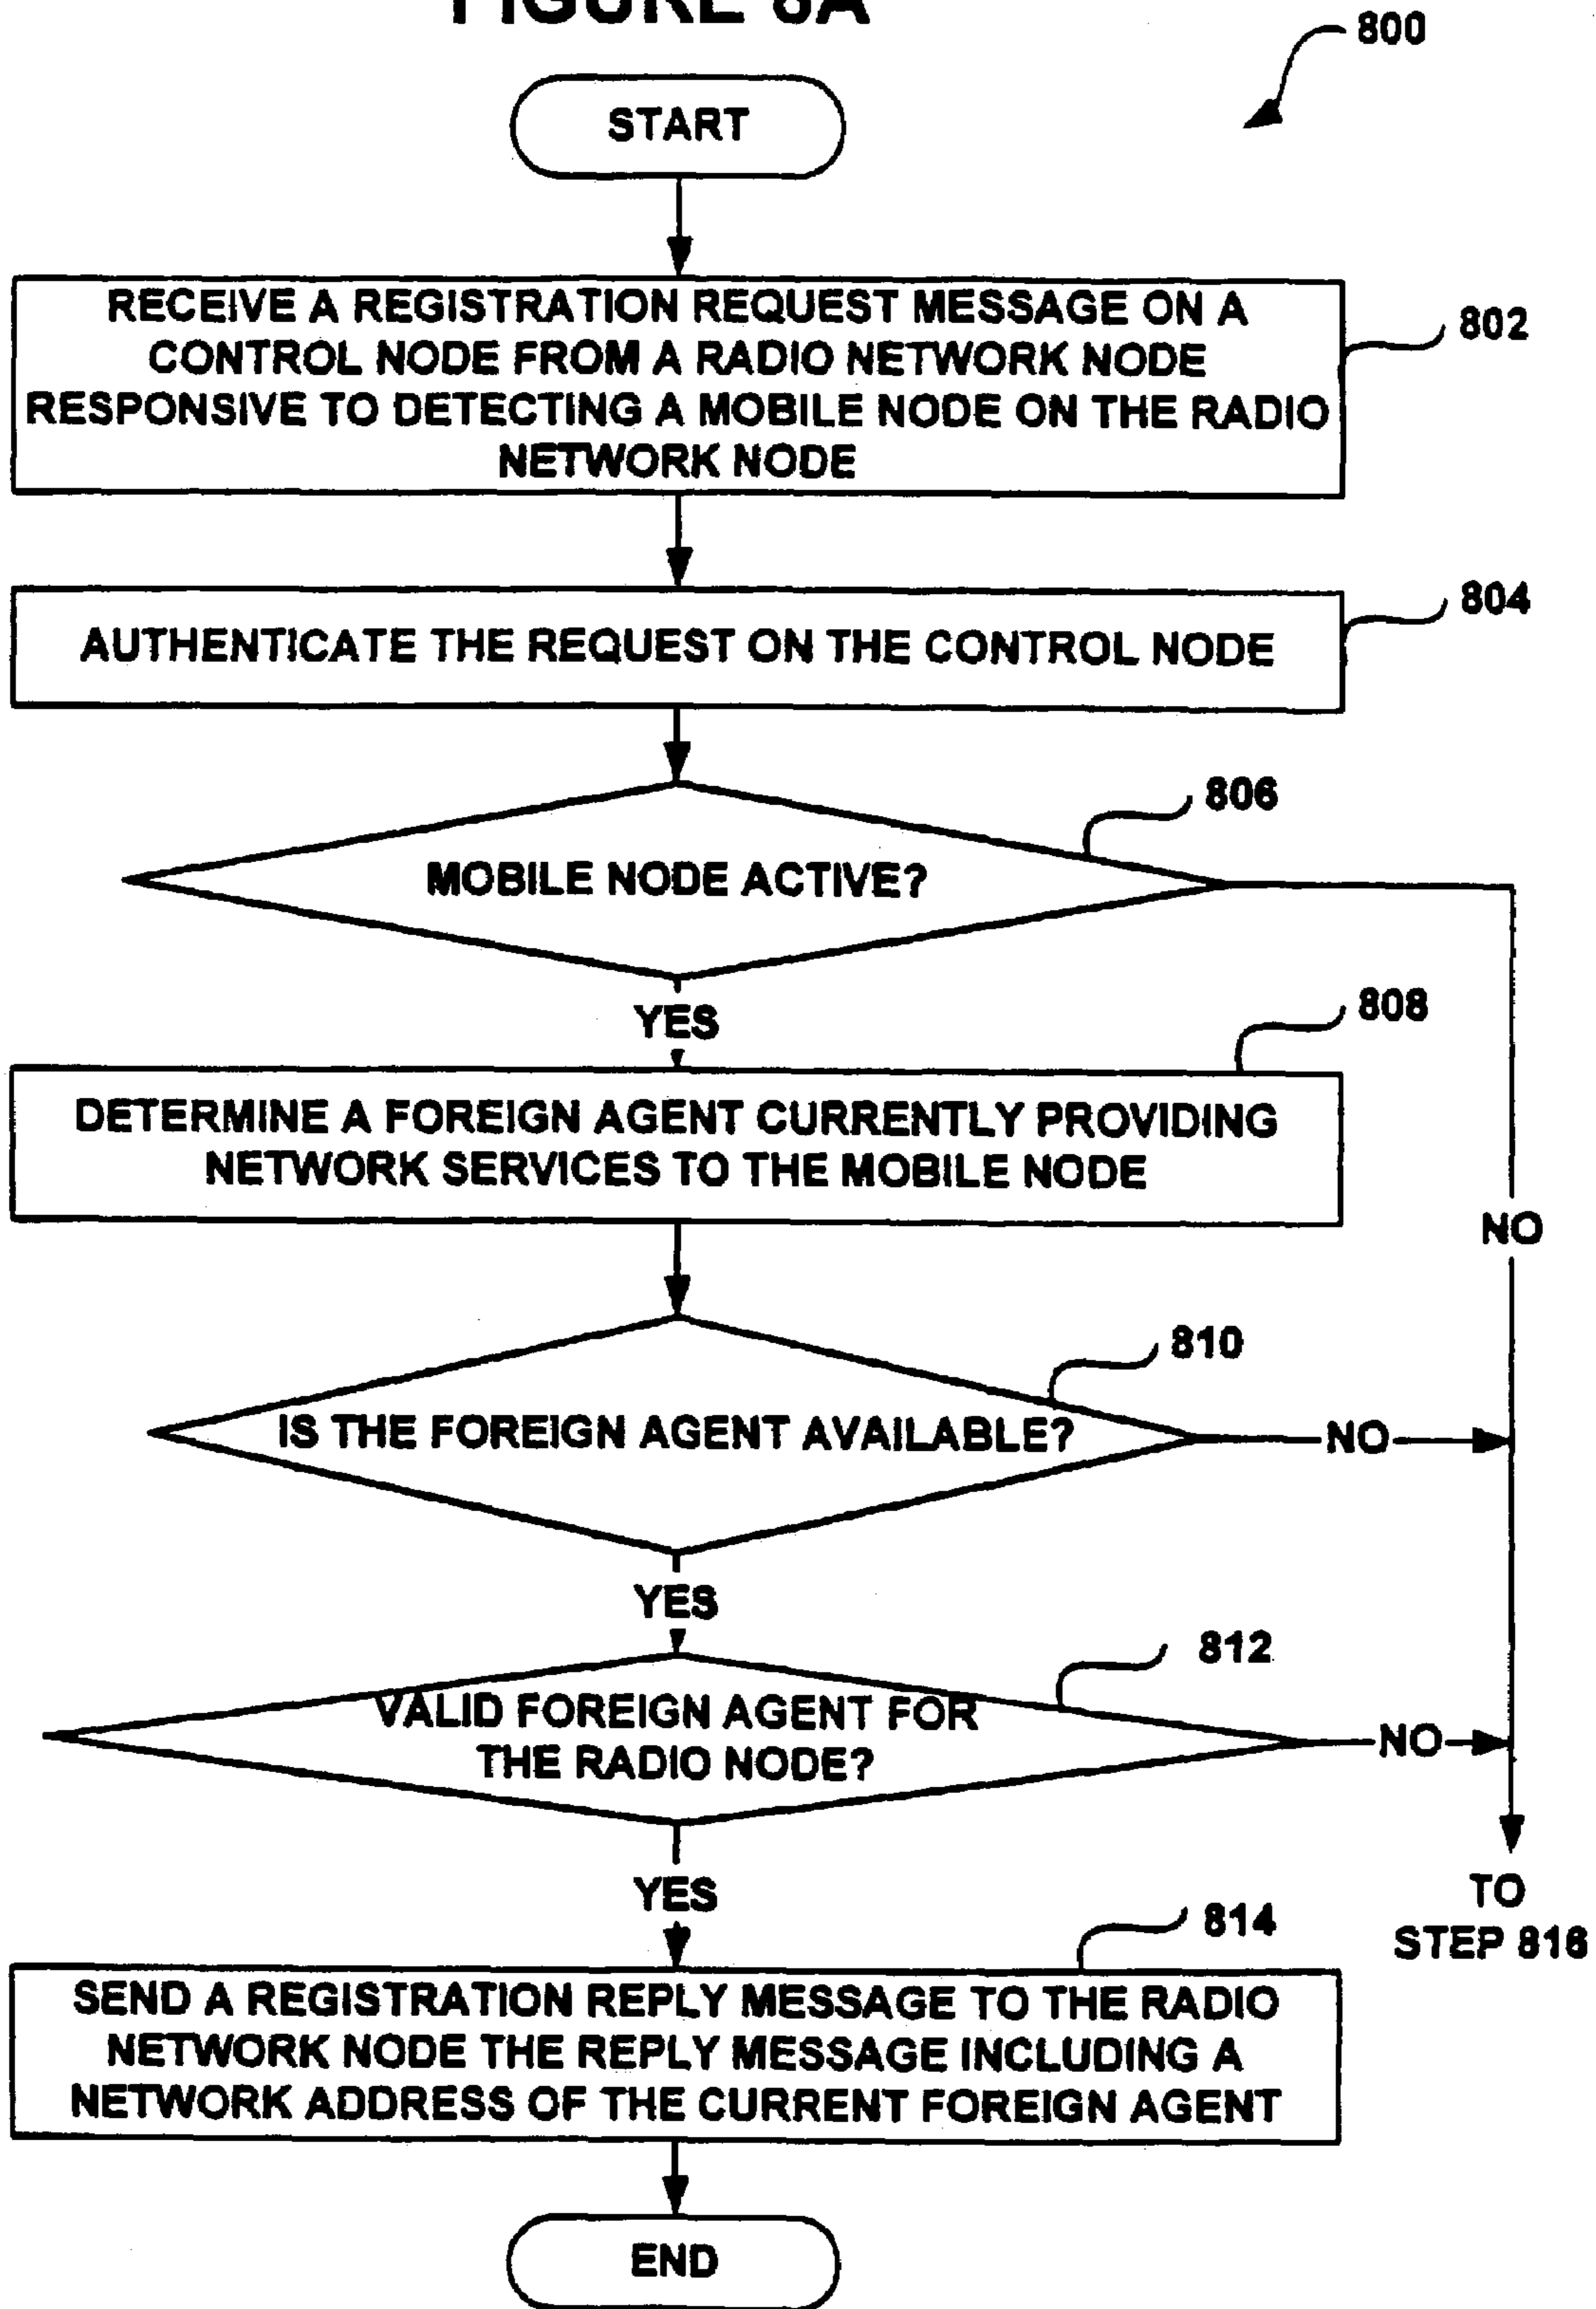 FIGURE 8A
800
START
RECEIVE A REGISTRATION REQUEST MESSAGE ON A
CONTROL NODE FROM A RADIO NETWORK NODE
RESPONSIVE TO DETECTING A MOBILE NODE ON THE RADIO
NETWORK NODE
802
AUTHENTICATE THE REQUEST ON THE CONTROL NODE
804
806
MOBILE NODE ACTIVE?
YES
808
DETERMINE A FOREIGN AGENT CURRENTLY PROVIDING
NETWORK SERVICES TO THE MOBILE NODE
NO
810
IS THE FOREIGN AGENT AVAILABLE?
NO
YES
812
VALID FOREIGN AGENT FOR
THE RADIO NODE?
NO
YES
TO
STEP 816
814
SEND A REGISTRATION REPLY MESSAGE TO THE RADIO
NETWORK NODE THE REPLY MESSAGE INCLUDING A
NETWORK ADDRESS OF THE CURRENT FOREIGN AGENT
END